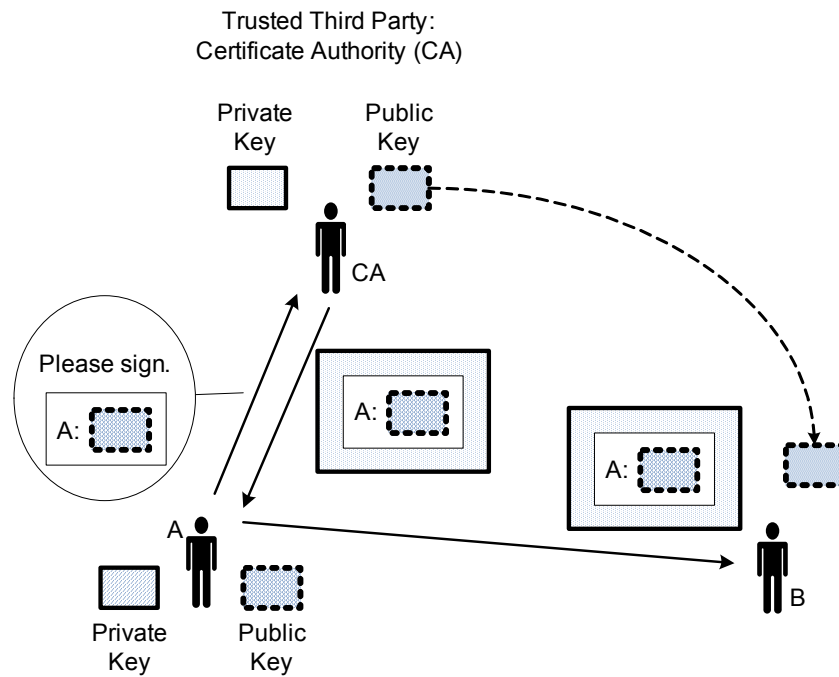 Trusted Third Party:
Certificate Authority (CA)
Private
Key
Public
Key
CA
Please sign.
A:
A:
A:
A
B
Private
Key
Public
Key